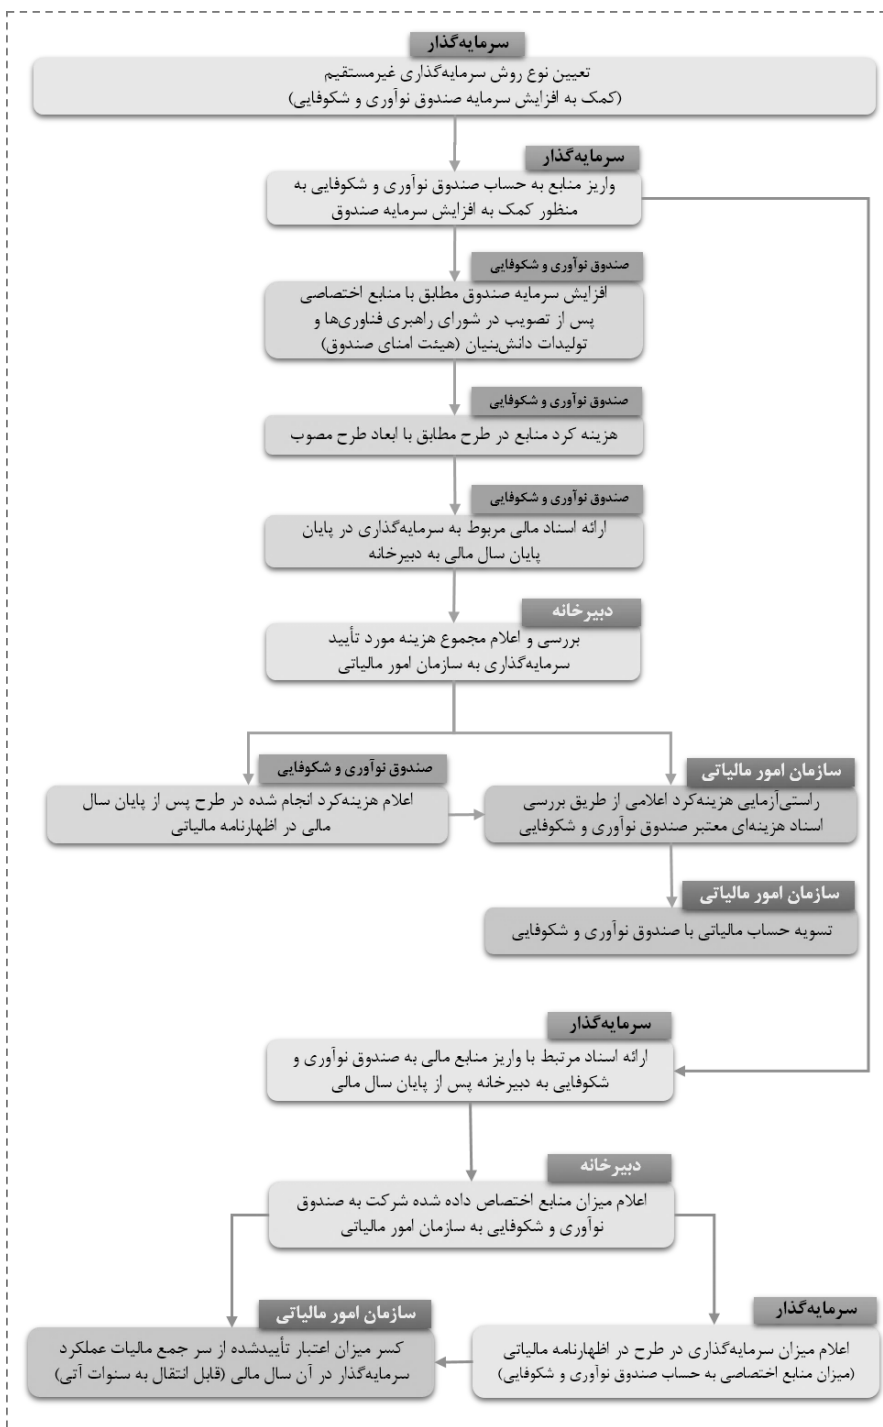 سرمایه‌گذار
تعیین نوع روش سرمایه‌گذاری غیرمستقیم
(کمک به افزایش سرمایه صندوق نوآوری و شکوفایی)
سرمایه‌گذار
واریز منابع به حساب صندوق نوآوری و شکوفایی به
منظور کمک به افزایش سرمایه صندوق
صندوق نوآوری و شکوفایی
افزایش سرمایه صندوق مطابق با منابع اختصاصی
پس از تصویب در شورای راهبری فناوری‌ها و
تولیدات دانش‌بنیان (هیئت امنای صندوق)
صندوق نوآوری و شکوفایی
هزینه کرد منابع در طرح مطابق با ابعاد طرح مصوب
صندوق نوآوری و شکوفایی
ارائه اسناد مالی مربوط به سرمایه‌گذاری در پایان
پایان سال مالی به دبیرخانه
دبیرخانه
بررسی و اعلام مجموع هزینه مورد تأیید
سرمایه‌گذاری به سازمان امور مالیاتی
سازمان امور مالیاتی
راستی‌آزمایی هزینه‌کرد اعلامی از طریق بررسی
اسناد هزینه‌ای معتبر صندوق نوآوری و شکوفایی
صندوق نوآوری و شکوفایی
اعلام هزینه‌کرد انجام شده در طرح پس از پایان سال
مالی در اظهارنامه مالیاتی
سازمان امور مالیاتی
تسویه حساب مالیاتی با صندوق نوآوری و شکوفایی
سرمایه‌گذار
ارائه اسناد مرتبط با واریز منابع مالی به صندوق نوآوری و
شکوفایی به دبیرخانه پس از پایان سال مالی
دبیرخانه
اعلام میزان منابع اختصاص داده شده شرکت به صندوق
نوآوری و شکوفایی به سازمان امور مالیاتی
سرمایه‌گذار
اعلام میزان سرمایه‌گذاری در طرح در اظهارنامه مالیاتی
(میزان منابع اختصاصی به حساب صندوق نوآوری و شکوفایی)
سازمان امور مالیاتی
کسر میزان اعتبار تأییدشده از سر جمع مالیات عملکرد
سرمایه‌گذار در آن سال مالی (قابل انتقال به سنوات آتی)